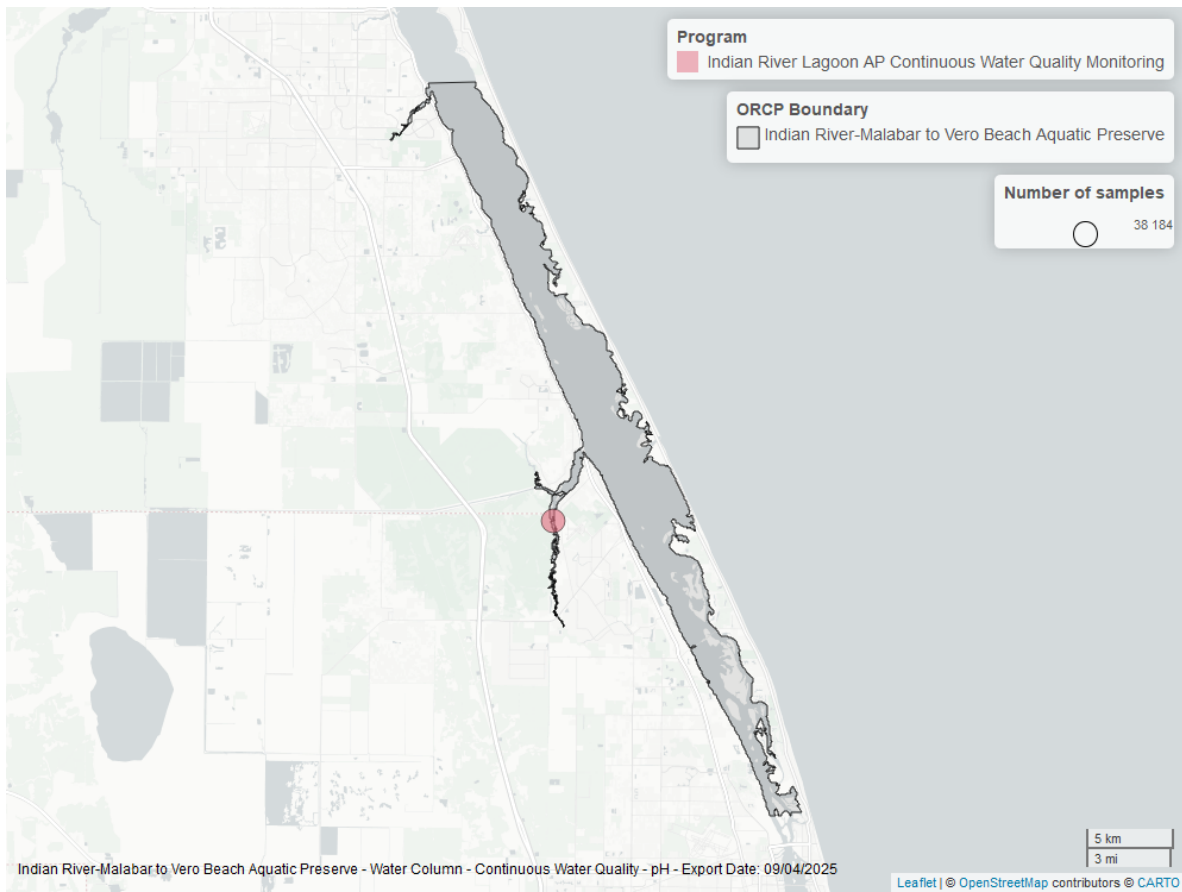 Program
Indian River Lagoon AP Continuous Water Quality Monitoring
ORCP Boundary
Indian River-Malabar to Vero Beach Aquatic Preserve
Number of samples
38 184
5 km
3 mi
Indian River-Malabar to Vero Beach Aquatic Preserve - Water Column - Continuous Water Quality - pH - Export Date: 09/04/2025
Leaflet | © OpenStreetMap contributors © CARTO